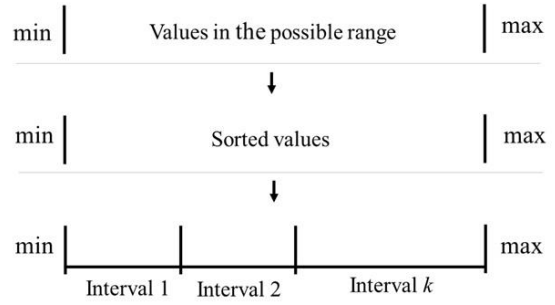 min Values in the possible range max
min Sorted values max
min max
Interval 1 Interval 2 Interval k